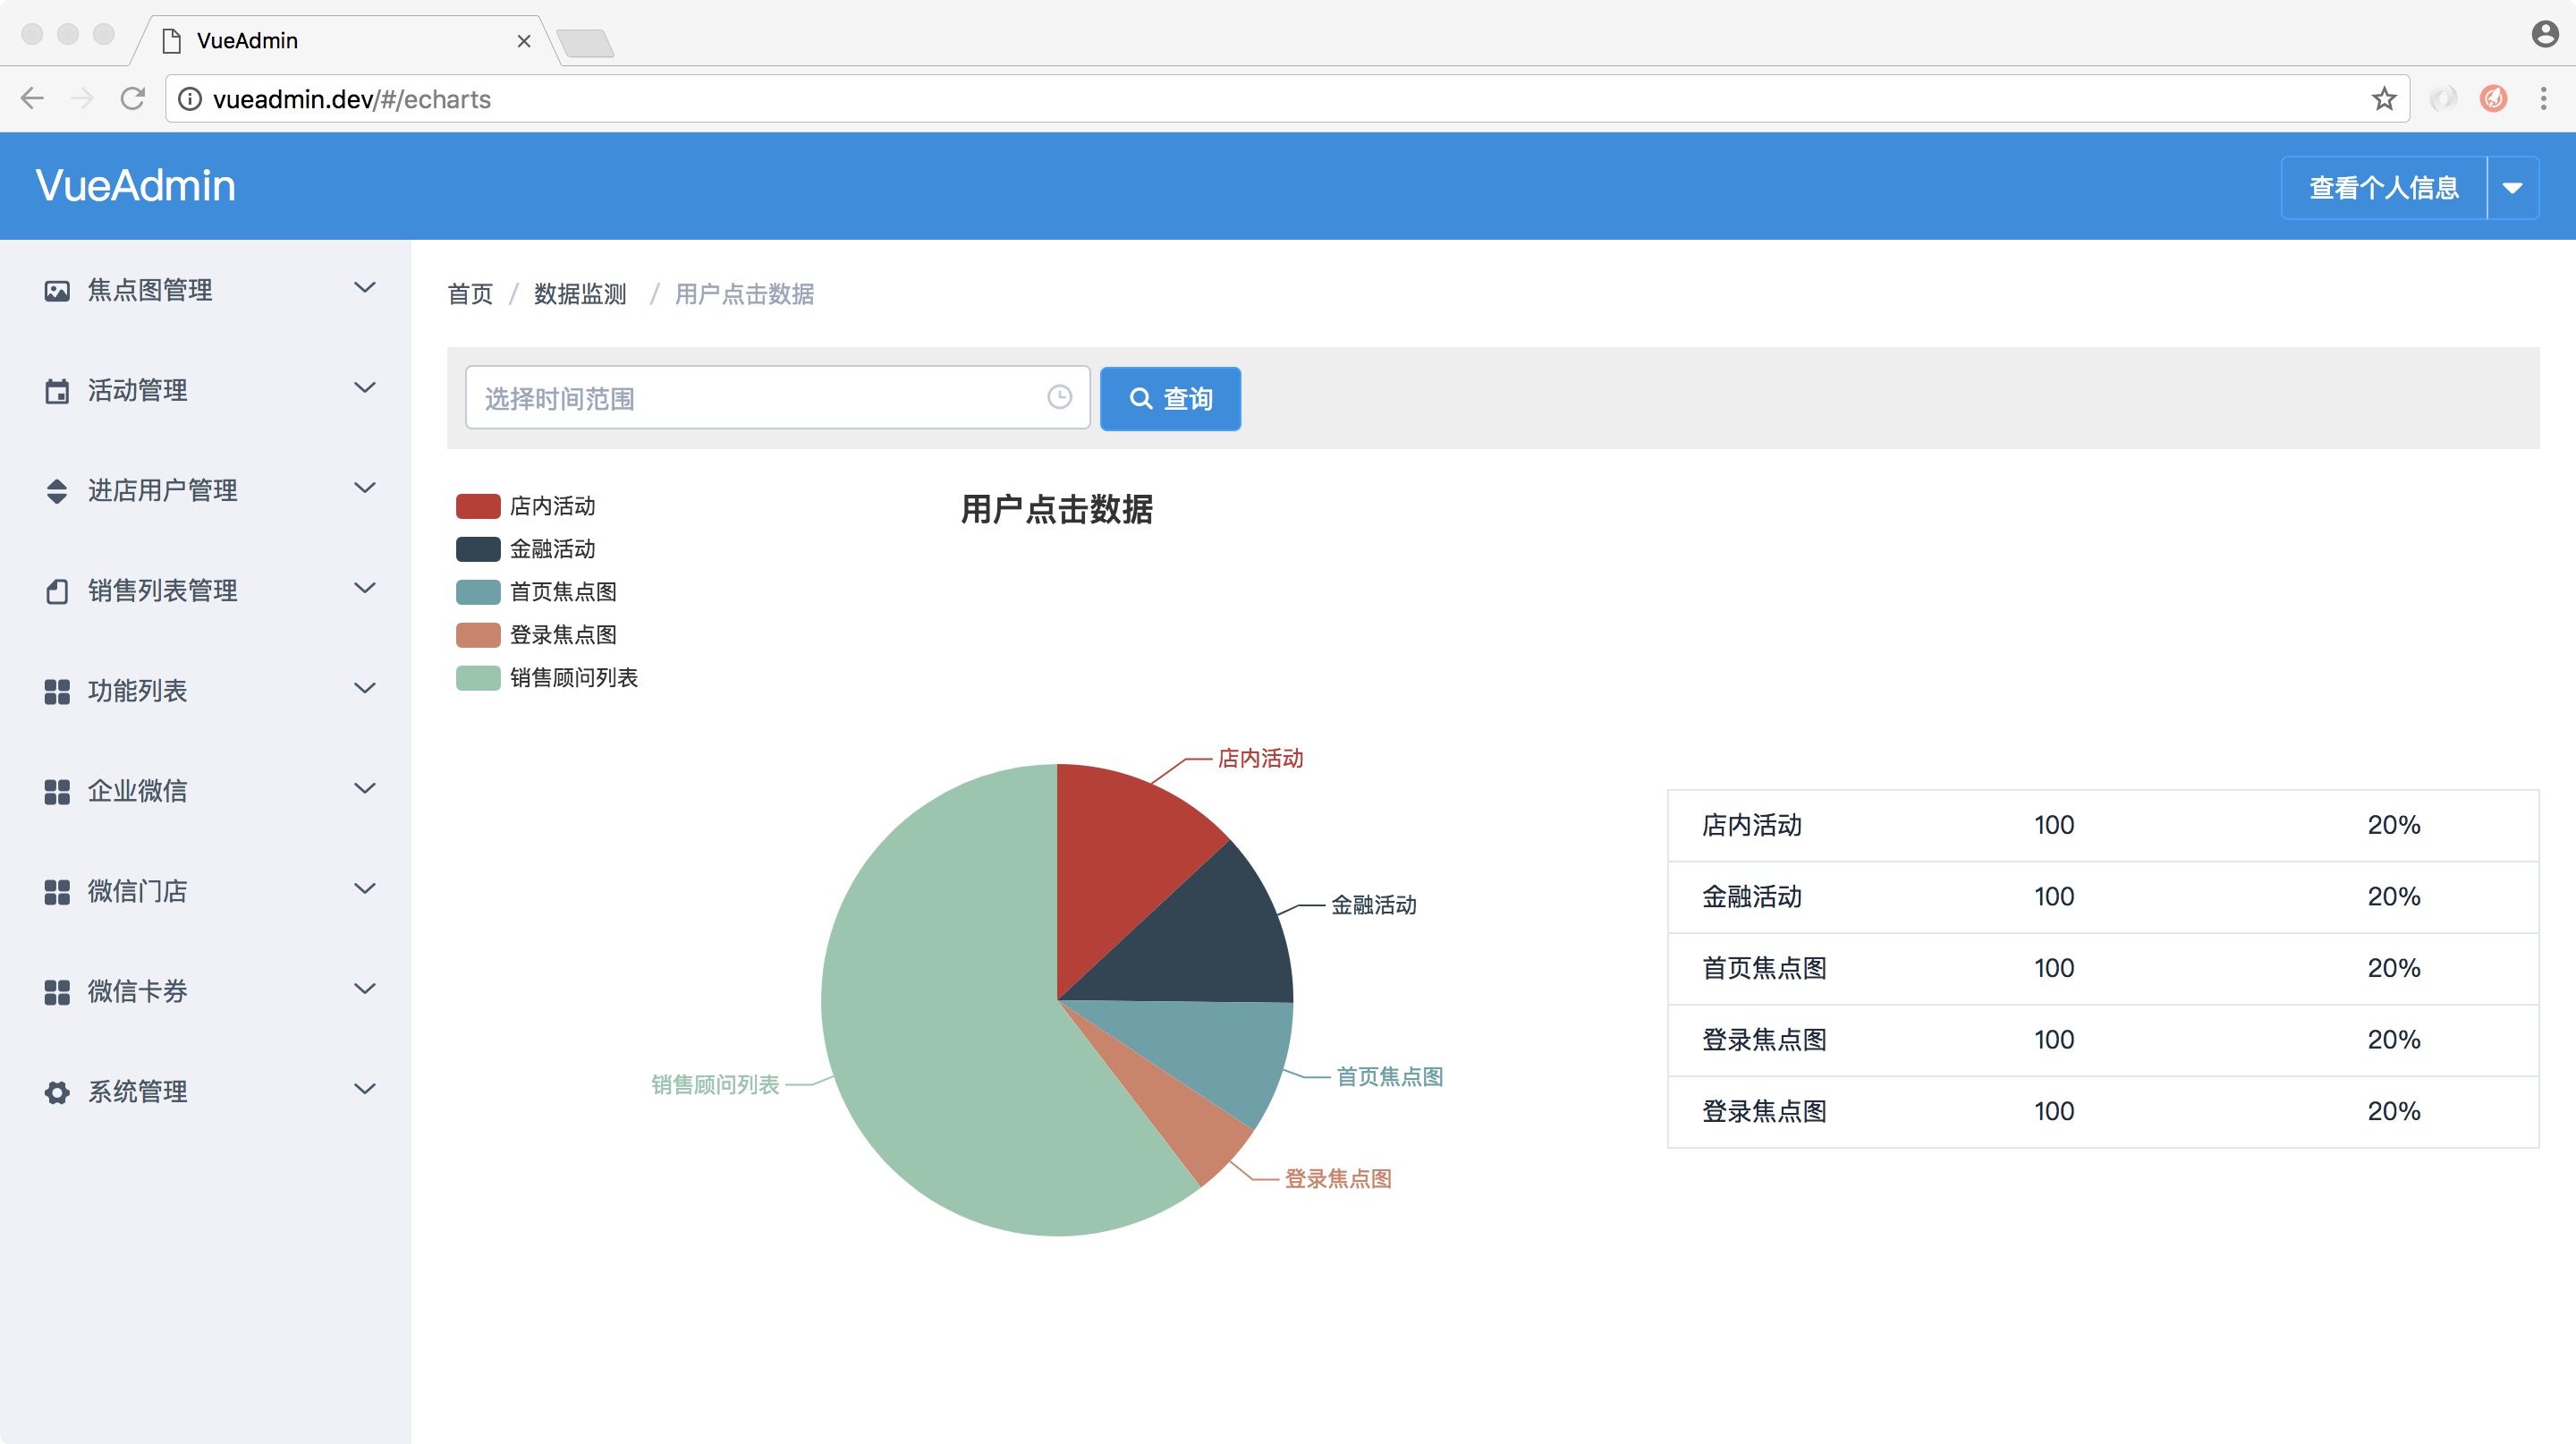 VueAdmin
vueadmin.dev/#/echarts
VueAdmin
查看个人信息
焦点图管理
活动管理
进店用户管理
销售列表管理
功能列表
企业微信
微信门店
微信卡券
系统管理
首页 / 数据监测 / 用户点击数据
选择时间范围
查询
用户点击数据
店内活动
金融活动
首页焦点图
登录焦点图
销售顾问列表
店内活动
金融活动
首页焦点图
登录焦点图
销售顾问列表
店内活动 100 20%
金融活动 100 20%
首页焦点图 100 20%
登录焦点图 100 20%
登录焦点图 100 20%